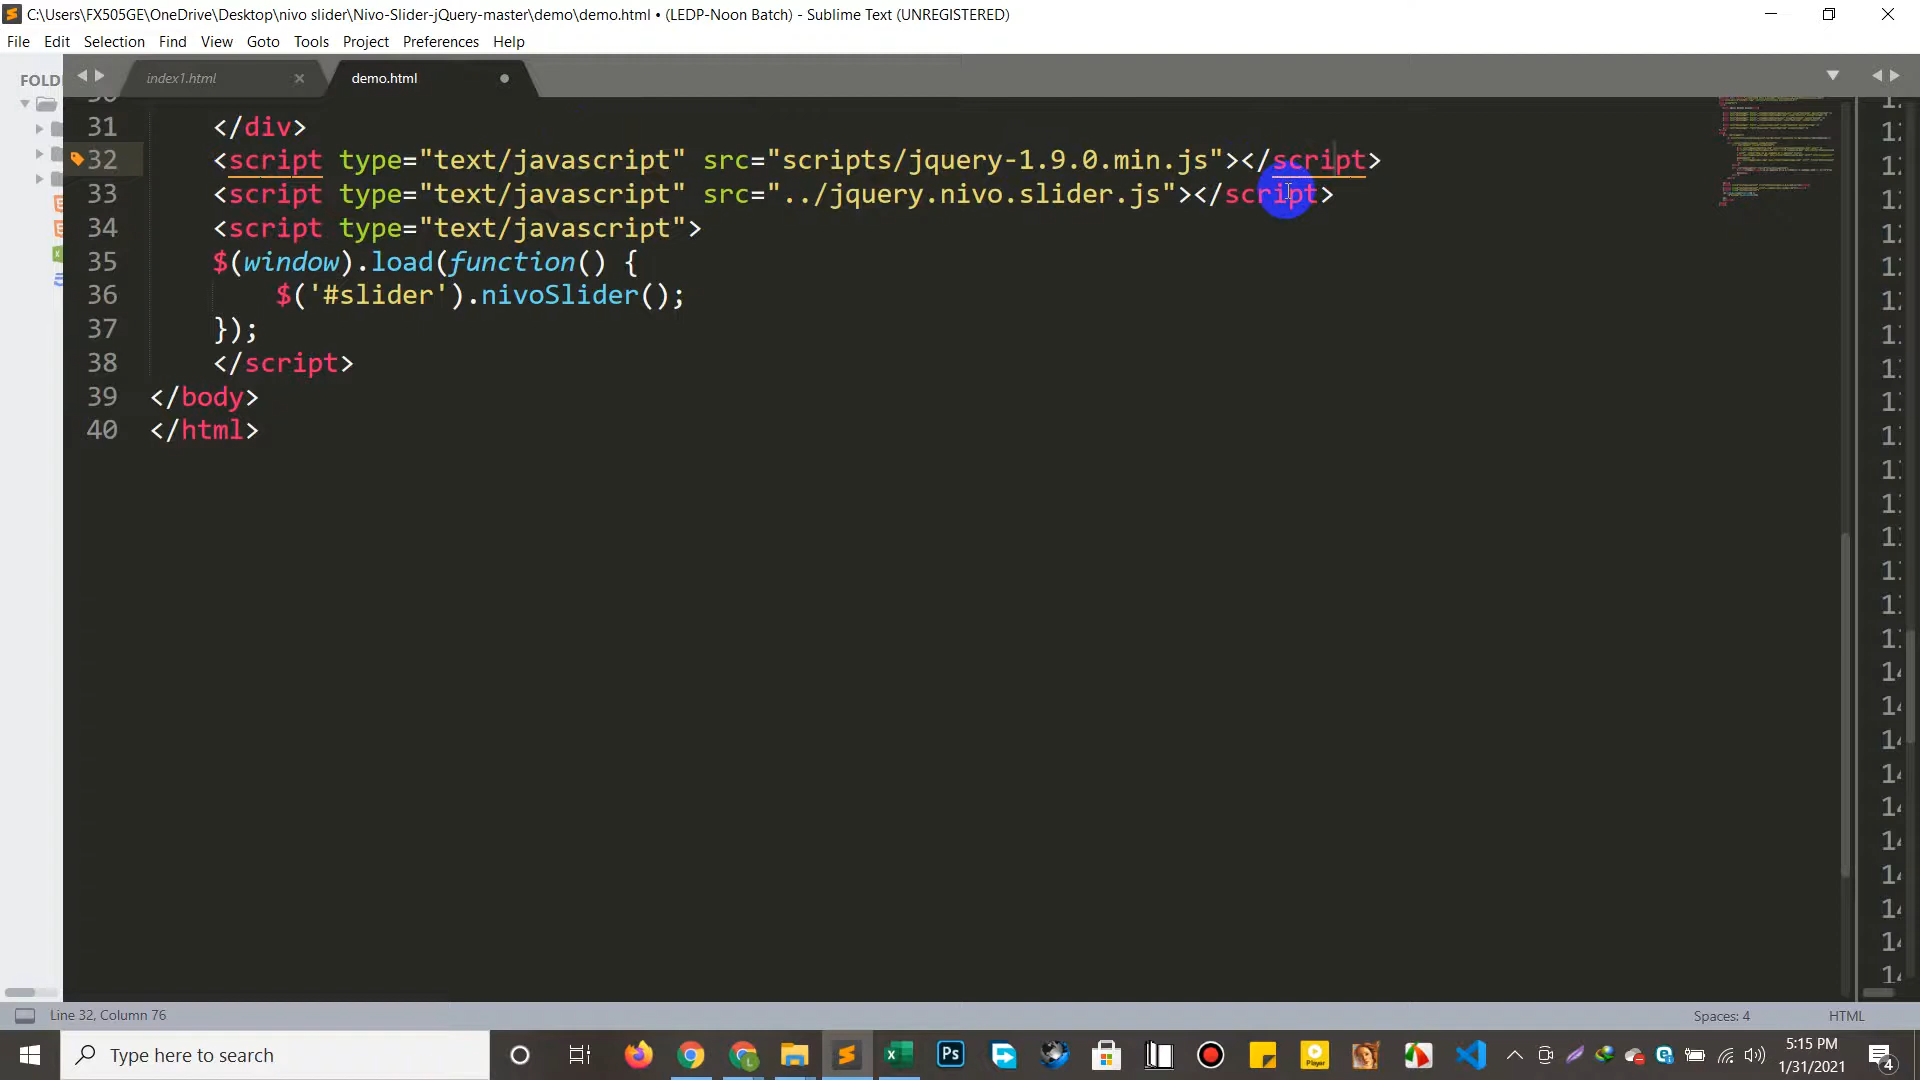 C:\Users\FX505GE\OneDrive\Desktop\nivo slider\Nivo-Slider-jQuery-master\demo\demo.html • (LEDP-Noon Batch) - Sublime Text (UNREGISTERED)
File Edit Selection Find View Goto Tools Project Preferences Help
FOLD
index1.html
demo.html
31 </div>
32 <script type="text/javascript" src="scripts/jquery-1.9.0.min.js"></script>
33 <script type="text/javascript" src="../jquery.nivo.slider.js"></script>
34 <script type="text/javascript">
35 $(window).load(function() {
36 $('#slider').nivoSlider();
37 });
38 </script>
39 </body>
40 </html>
Line 32, Column 76
Spaces: 4
HTML
Type here to search
Ps
Player
5:15 PM
1/31/2021
4